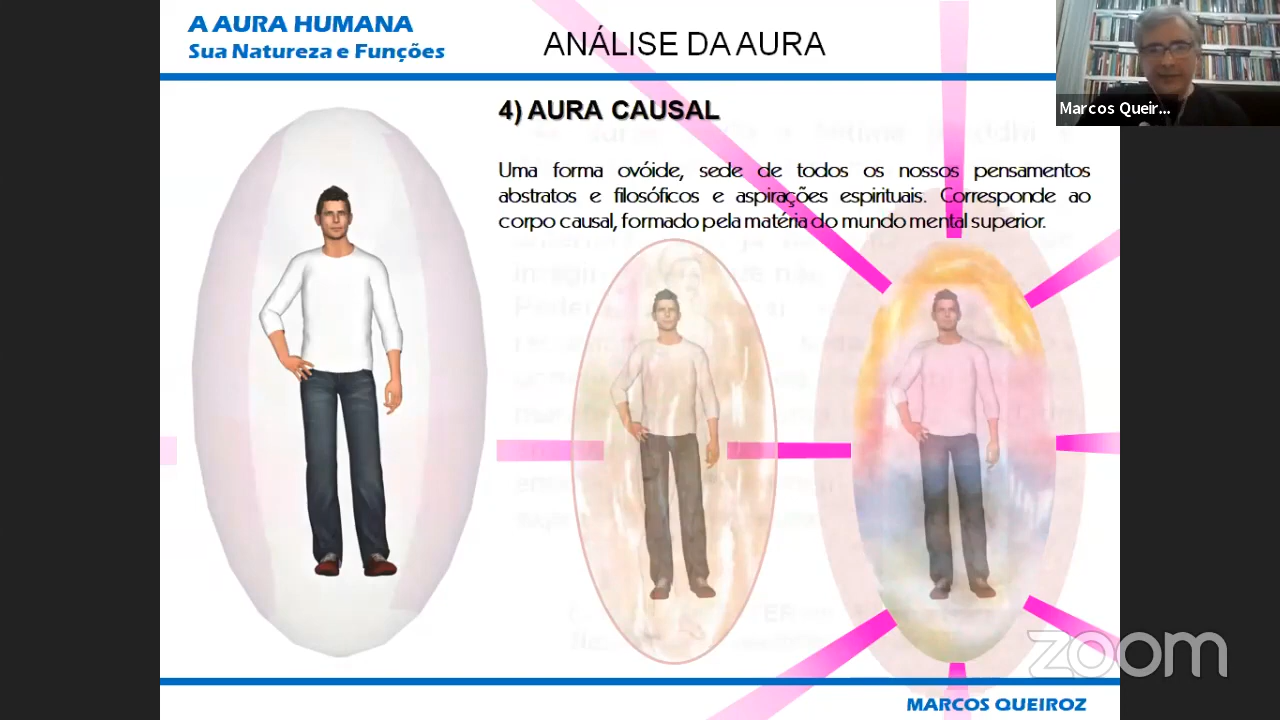 A AURA HUMANA
Sua Natureza e Funções
ANÁLISE DA AURA
Marcos Queir...
4) AURA CAUSAL
Uma forma ovóide, sede de todos os nossos pensamentos
abstratos e filosóficos e aspirações espirituais. Corresponde ao
corpo causal, formado pela matéria do mundo mental superior.
zoom
MARCOS QUEIROZ